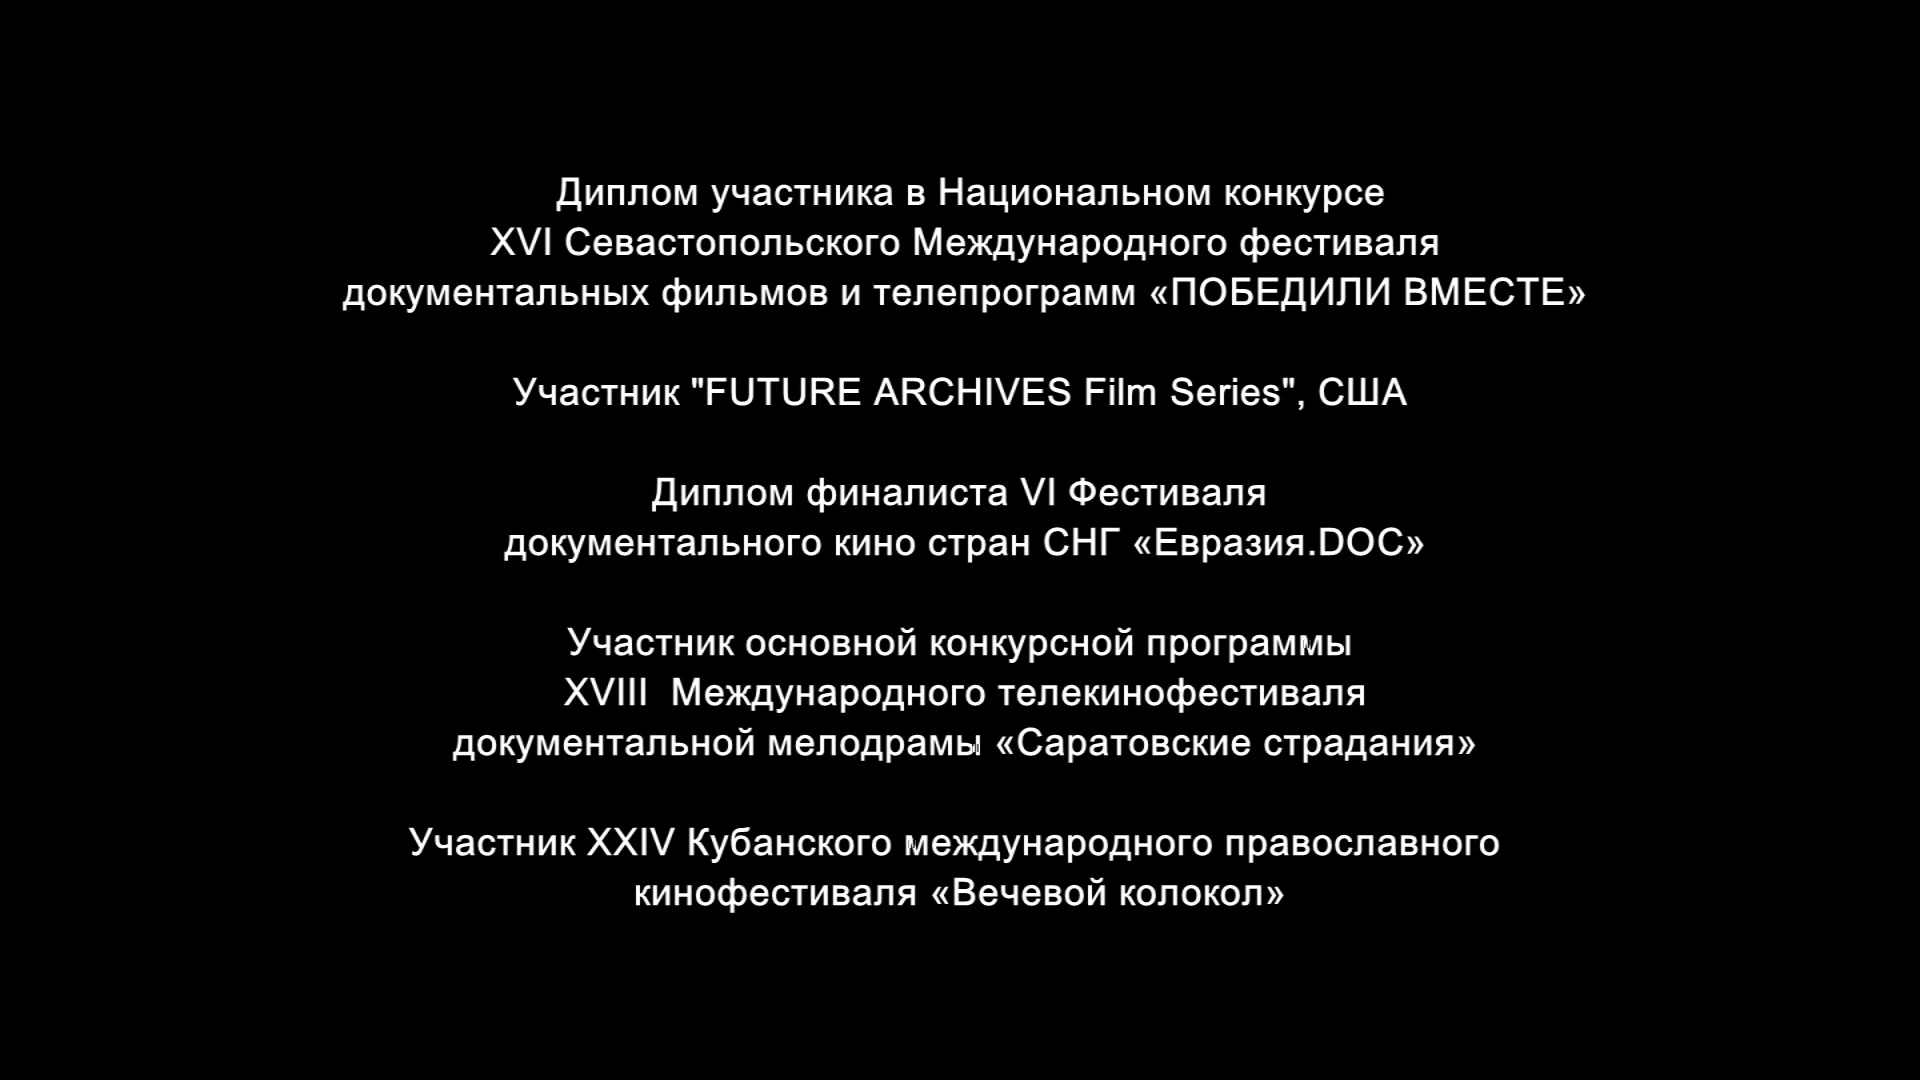 Диплом участника в Национальном конкурсе
XVI Севастопольского Международного фестиваля
документальных фильмов и телепрограмм «ПОБЕДИЛИ ВМЕСТЕ»
Участник "FUTURE ARCHIVES Film Series", США
Диплом финалиста VI Фестиваля
документального кино стран СНГ «Евразия.DOC»
Участник основной конкурсной программы
XVIII  Международного телекинофестиваля
документальной мелодрамы «Саратовские страдания»
Участник XXIV Кубанского международного православного
кинофестиваля «Вечевой колокол»